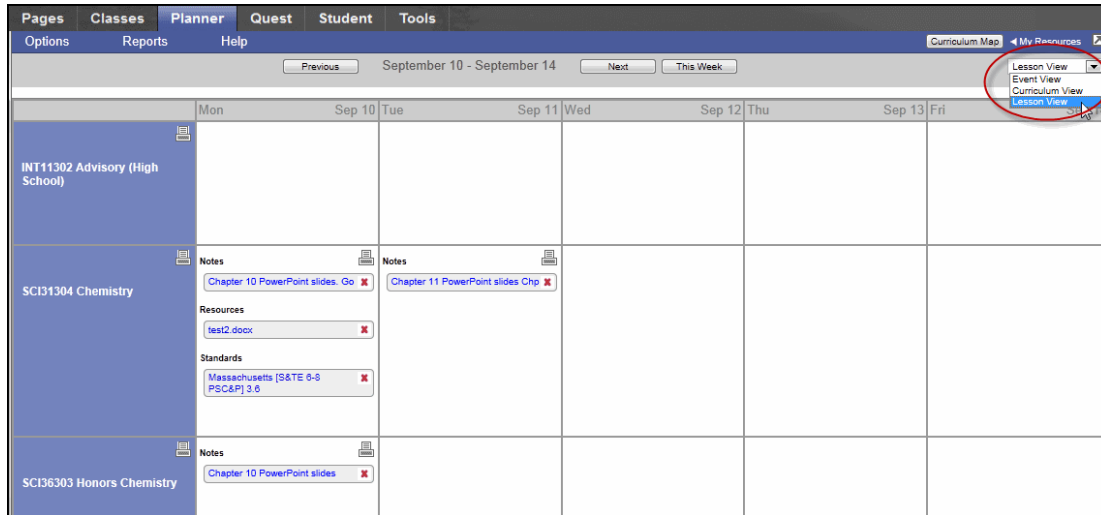 Pages Classes Planner Quest Student Tools
Options Reports Help Curriculum Map My Resources
Previous September 10 - September 14 Next This Week Lesson View
Event View
Curriculum View
Lesson View
Mon Sep 10 Tue Sep 11 Wed Sep 12 Thu Sep 13 Fri
INT11302 Advisory (High
School)
SCI31304 Chemistry
Notes
Chapter 10 PowerPoint slides. Go
Resources
test2.docx
Standards
Massachusetts [S&TE 6-8
PSC&P] 3.6
Notes
Chapter 11 PowerPoint slides Chp
SCI36303 Honors Chemistry
Notes
Chapter 10 PowerPoint slides